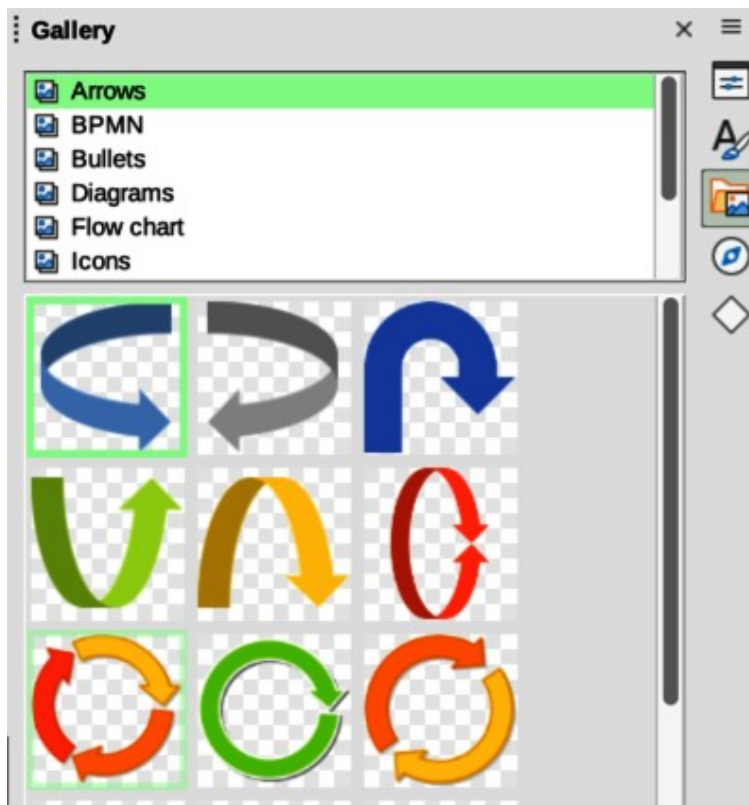 Gallery
Arrows
BPMN
Bullets
Diagrams
Flow chart
Icons